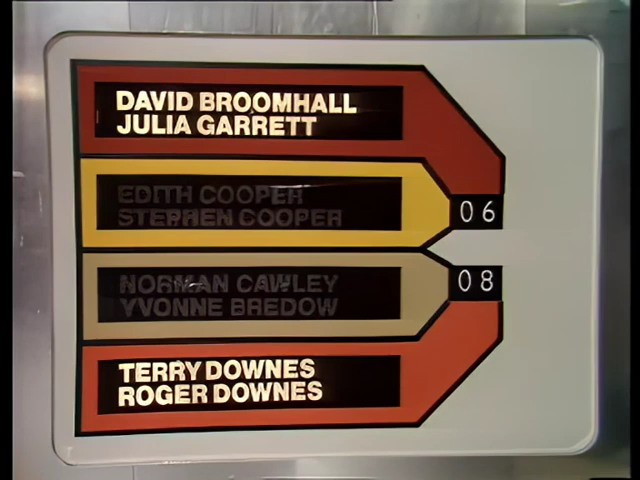 DAVID BROOMHALL
JULIA GARRETT
EDITH COOPER
STEPHEN COOPER
06
NORMAN CAWLEY
YVONNE BREDOW
08
TERRY DOWNES
ROGER DOWNES